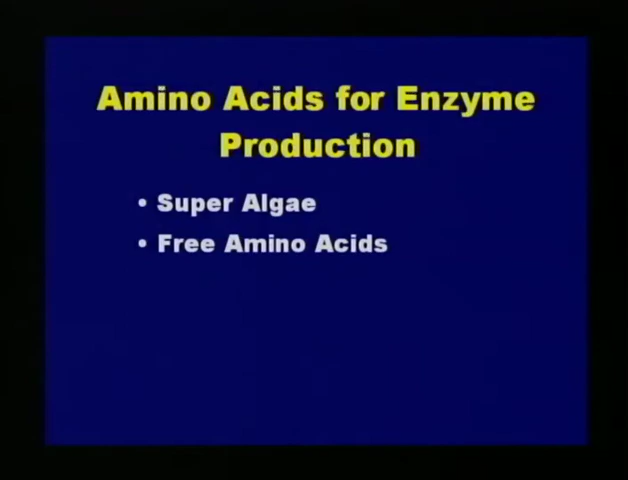 Amino Acids for Enzyme
Production
• Super Algae
• Free Amino Acids